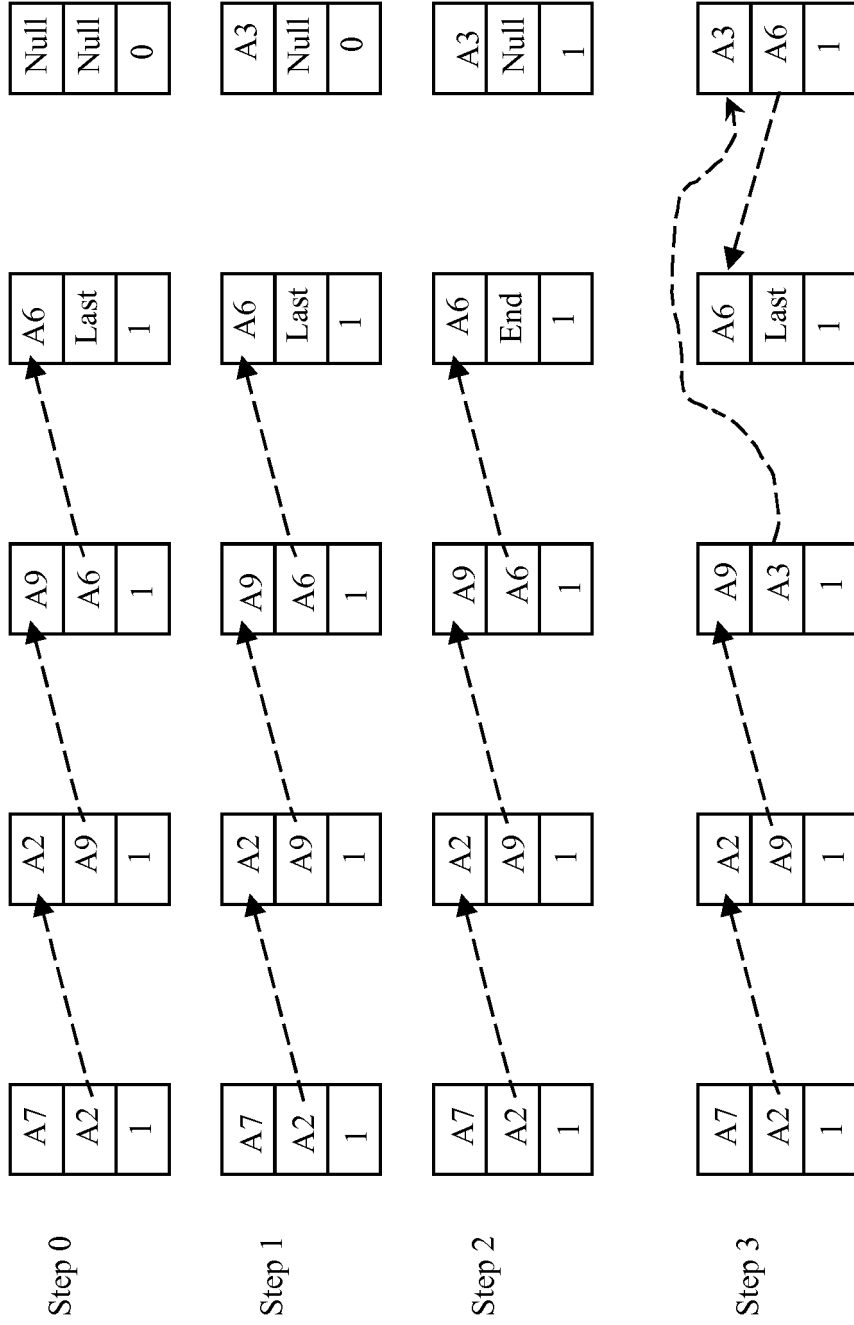 Step 0
A7 A2 A9 A6 Null
A2 A9 A6 Last Null
1 1 1 1 0
Step 1
A7 A2 A9 A6 A3
A2 A9 A6 Last Null
1 1 1 1 0
Step 2
A7 A2 A9 A6 A3
A2 A9 A6 End Null
1 1 1 1 1
Step 3
A7 A2 A9 A6 A3
A2 A9 A3 Last A6
1 1 1 1 1